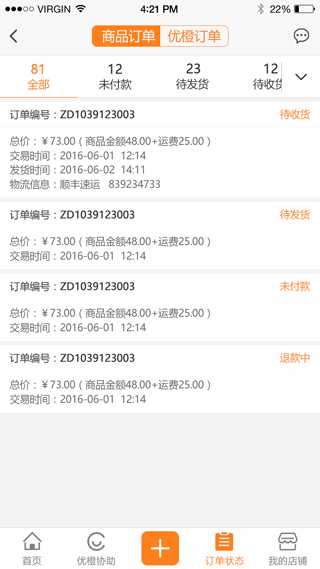 VIRGIN 4:21 PM 22%
商品订单 优橙订单
81 12 23 12
全部 未付款 待发货 待收货
订单编号：ZD1039123003 待收货
总价：￥73.00（商品金额48.00+运费25.00）
交易时间：2016-06-01 12:14
发货时间：2016-06-02 14:11
物流信息：顺丰速运 839234733
订单编号：ZD1039123003 待发货
总价：￥73.00（商品金额48.00+运费25.00）
交易时间：2016-06-01 12:14
订单编号：ZD1039123003 未付款
总价：￥73.00（商品金额48.00+运费25.00）
交易时间：2016-06-01 12:14
订单编号：ZD1039123003 退款中
总价：￥73.00（商品金额48.00+运费25.00）
交易时间：2016-06-01 12:14
首页 优橙协助 订单状态 我的店铺